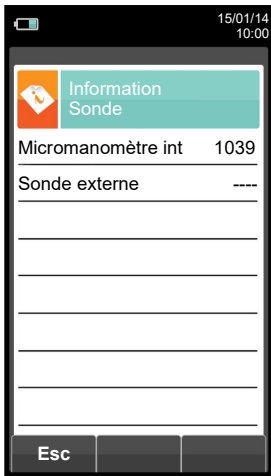 15/01/14
10:00
Information
Sonde
Micromanomètre int 1039
Sonde externe ----
Esc